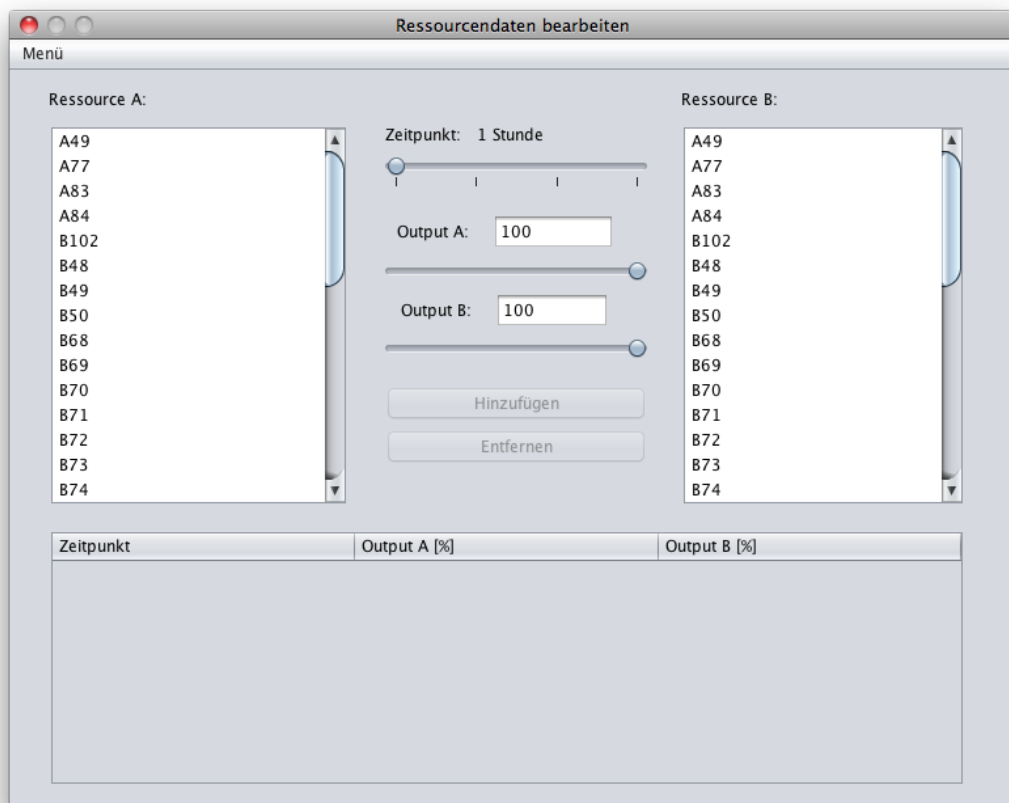 Ressourcendaten bearbeiten
Menü
Ressource A:
A49
A77
A83
A84
B102
B48
B49
B50
B68
B69
B70
B71
B72
B73
B74
Zeitpunkt: 1 Stunde
Output A: 100
Output B: 100
Hinzufügen
Entfernen
Ressource B:
A49
A77
A83
A84
B102
B48
B49
B50
B68
B69
B70
B71
B72
B73
B74
Zeitpunkt Output A [%] Output B [%]